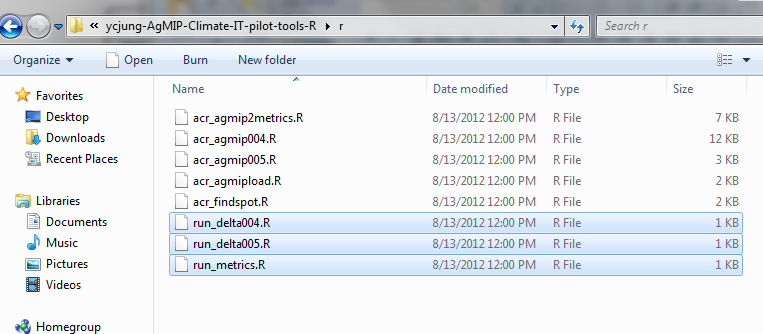 « ycjung-AgMIP-Climate-IT-pilot-tools-R ▸ r
Search r
Organize Open Burn New folder
Favorites
Desktop
Downloads
Recent Places
Libraries
Documents
Music
Pictures
Videos
Homegroup
Name Date modified Type Size
acr_agmip2metrics.R 8/13/2012 12:00 PM R File 7 KB
acr_agmip004.R 8/13/2012 12:00 PM R File 12 KB
acr_agmip005.R 8/13/2012 12:00 PM R File 3 KB
acr_agmipload.R 8/13/2012 12:00 PM R File 2 KB
acr_findspot.R 8/13/2012 12:00 PM R File 2 KB
run_delta004.R 8/13/2012 12:00 PM R File 1 KB
run_delta005.R 8/13/2012 12:00 PM R File 1 KB
run_metrics.R 8/13/2012 12:00 PM R File 1 KB